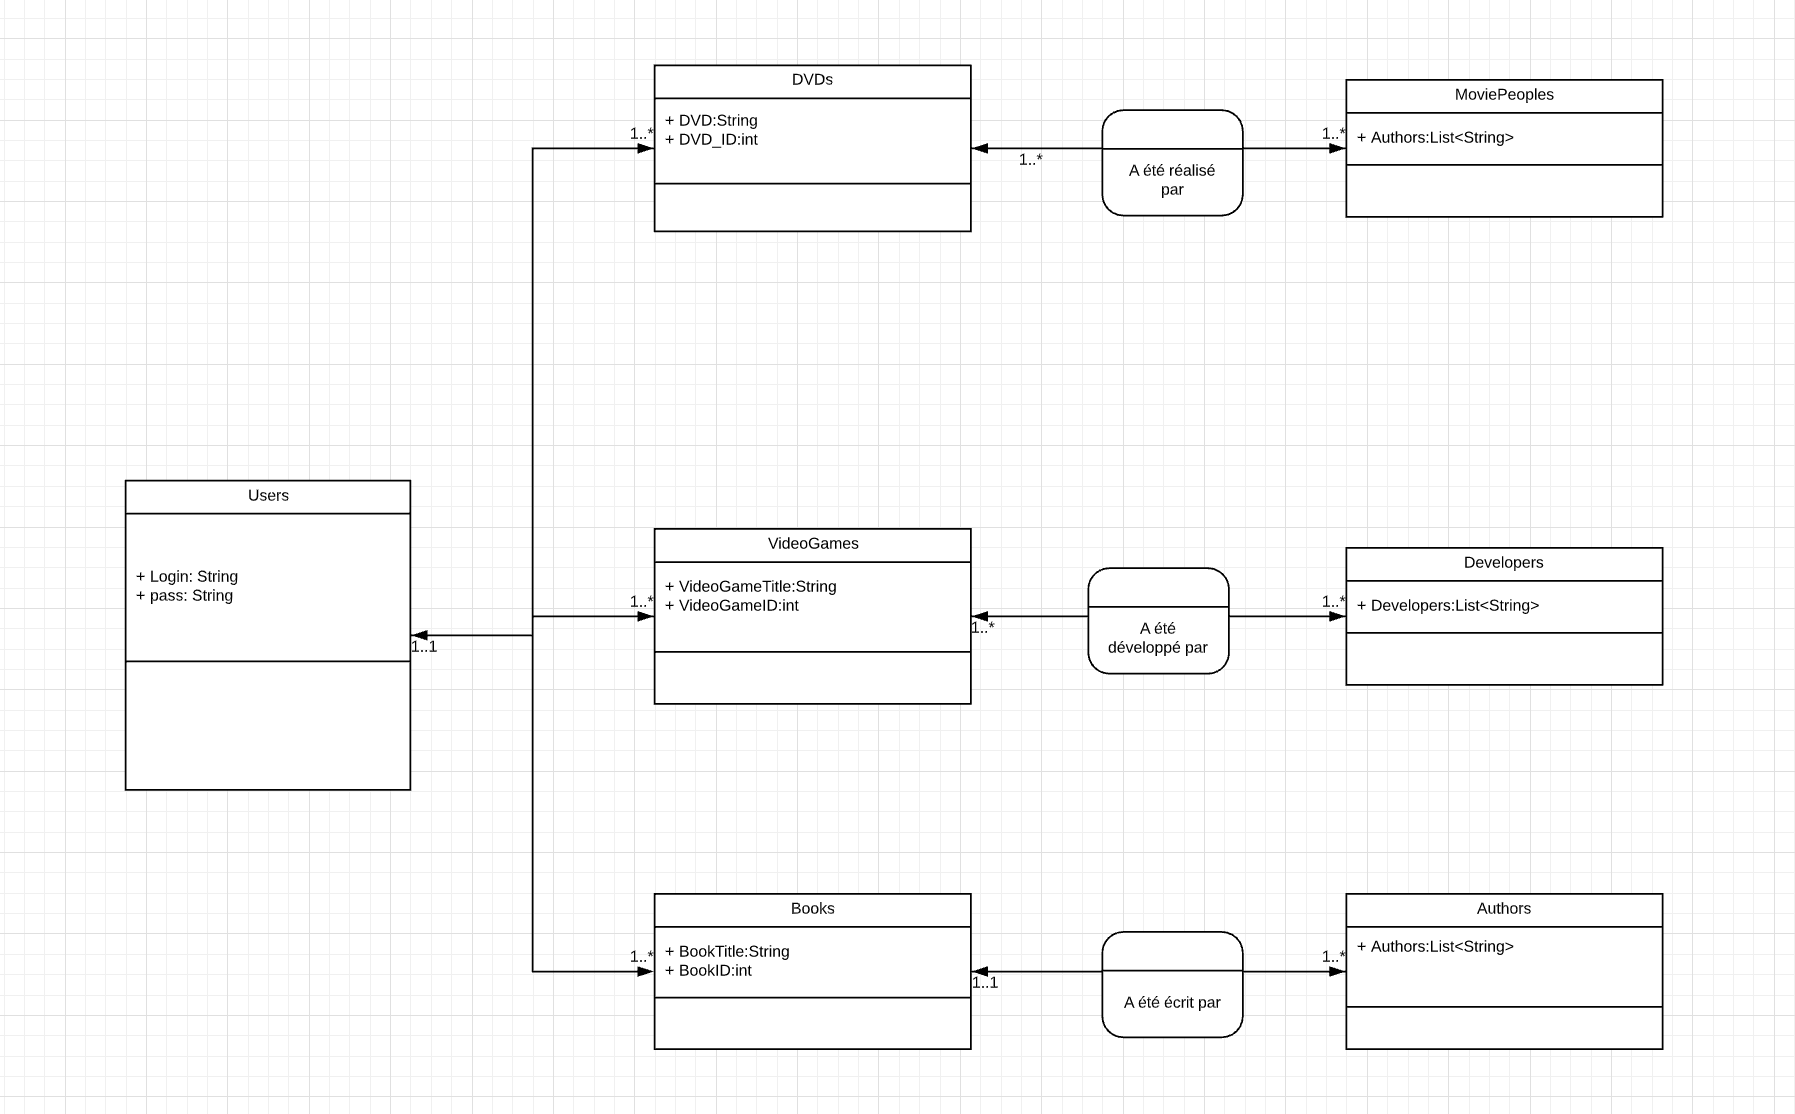 DVDs
+ DVD:String
+ DVD_ID:int
1..*
1..*
A été réalisé
par
1..*
MoviePeoples
+ Authors:List<String>
Users
+ Login: String
+ pass: String
1..1
VideoGames
+ VideoGameTitle:String
+ VideoGameID:int
1..*
1..*
A été
développé par
1..*
Developers
+ Developers:List<String>
Books
+ BookTitle:String
+ BookID:int
1..*
1..1
A été écrit par
1..*
Authors
+ Authors:List<String>